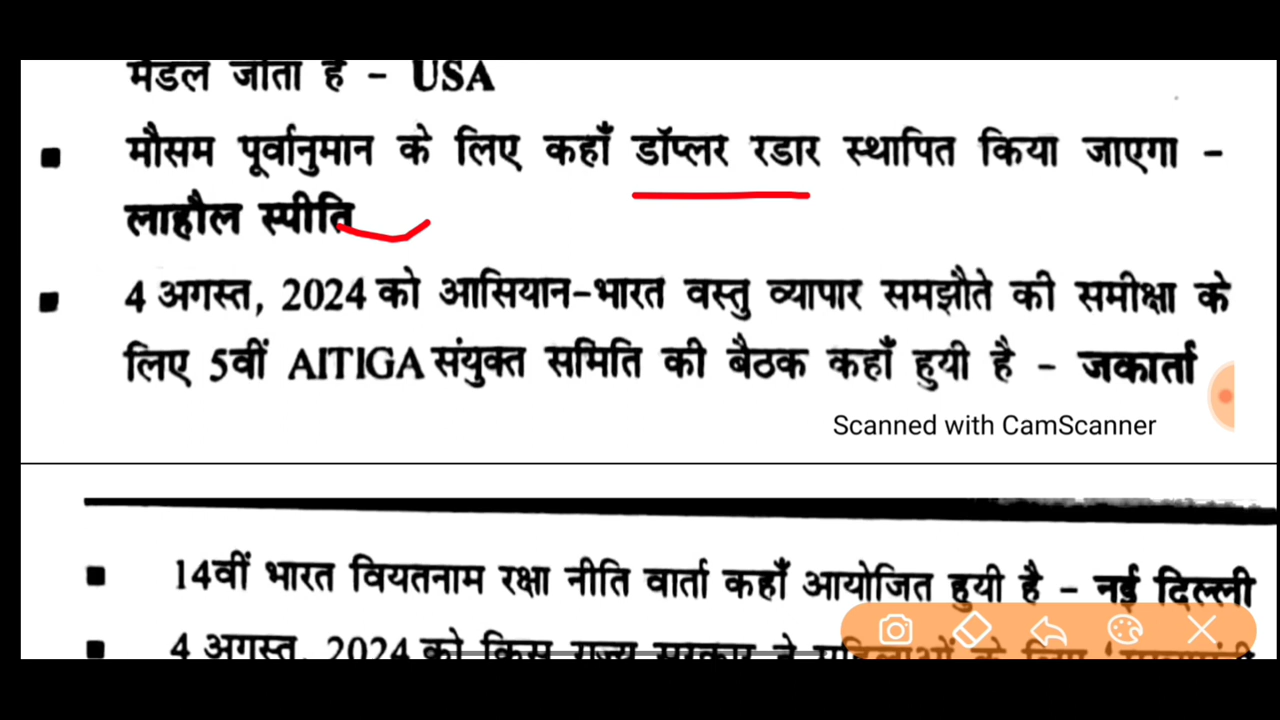 मेडल जीता है - USA
■ मौसम पूर्वानुमान के लिए कहाँ डॉप्लर रडार स्थापित किया जाएगा -
लाहौल स्पीति
■ 4 अगस्त, 2024 को आसियान-भारत वस्तु व्यापार समझौते की समीक्षा के
लिए 5वीं AITIGA संयुक्त समिति की बैठक कहाँ हुयी है - जकार्ता
Scanned with CamScanner
■ 14वीं भारत वियतनाम रक्षा नीति वार्ता कहाँ आयोजित हुयी है - नई दिल्ली
■ 4 अगस्त, 2024 को किस राज्य सरकार ने महिलाओं के लिए